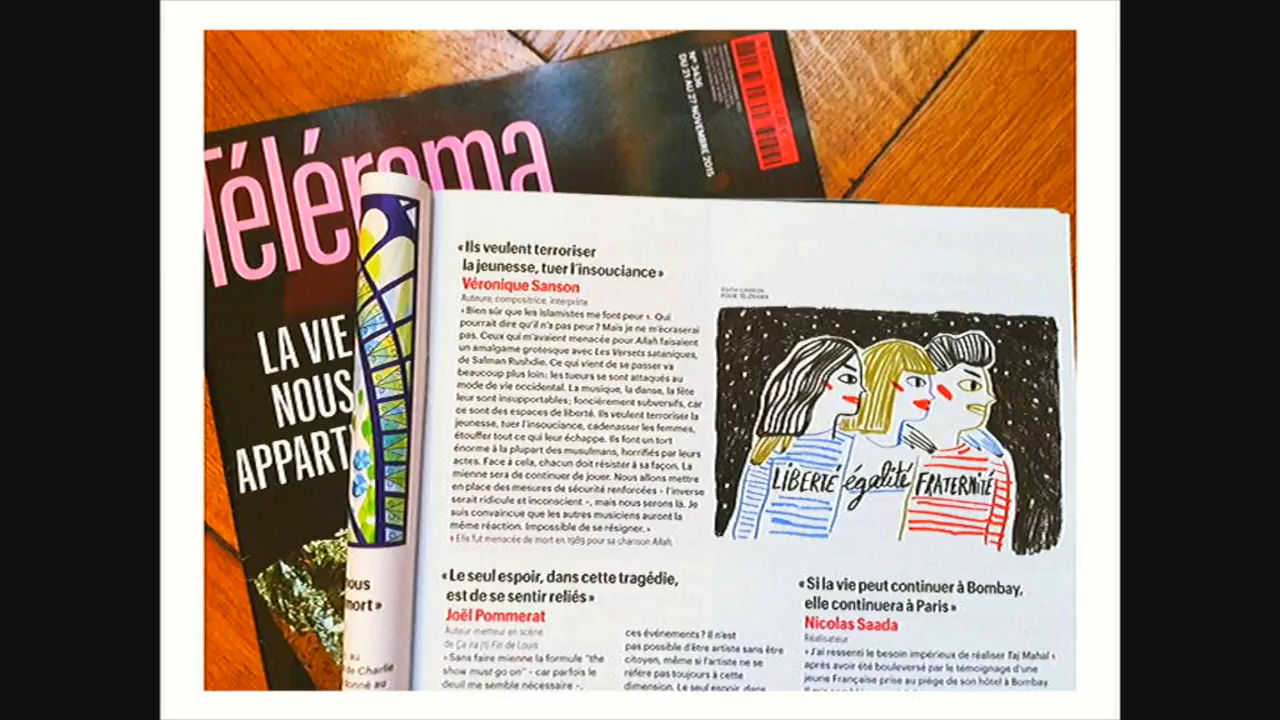 Télérama
N° 3436
DU 21 AU 27 NOVEMBRE 2015
LA VIE
NOUS
APPARTI
ous
mort »
au
de Charlie
donné au
« Ils veulent terroriser
la jeunesse, tuer l'insouciance »
Véronique Sanson
Auteure, compositrice, interprète
« Bien sûr que les islamistes me font peur ¹. Qui
pourrait dire qu'il n'a pas peur ? Mais je ne m'écraserai
pas. Ceux qui m'avaient menacée pour Allah faisaient
un amalgame grotesque avec Les Versets sataniques,
de Salman Rushdie. Ce qui vient de se passer va
beaucoup plus loin : les tueurs se sont attaqués au
mode de vie occidental. La musique, la danse, la fête
leur sont insupportables ; foncièrement subversifs, car
ce sont des espaces de liberté. Ils veulent terroriser la
jeunesse, tuer l'insouciance, cadenasser les femmes,
étouffer tout ce qui leur échappe. Ils font un tort
énorme à la plupart des musulmans, horrifiés par leurs
actes. Face à cela, chacun doit résister à sa façon. La
mienne sera de continuer de jouer. Nous allons mettre
en place des mesures de sécurité renforcées – l'inverse
serait ridicule et inconscient –, mais nous serons là. Je
suis convaincue que les autres musiciens auront la
même réaction. Impossible de se résigner. »
¹ Elle fut menacée de mort en 1989 pour sa chanson Allah.
POUR TÉLÉRAMA
LIBERTÉ égalité FRATERNITÉ
« Le seul espoir, dans cette tragédie,
est de se sentir reliés »
Joël Pommerat
Auteur metteur en scène
de Ça ira (1) Fin de Louis
« Sans faire mienne la formule "the
show must go on" – car parfois le
deuil me semble nécessaire –,
ces événements ? Il n'est
pas possible d'être artiste sans être
citoyen, même si l'artiste ne se
réfère pas toujours à cette
dimension. Le seul espoir, dans
« Si la vie peut continuer à Bombay,
elle continuera à Paris »
Nicolas Saada
Réalisateur
« J'ai ressenti le besoin impérieux de réaliser Taj Mahal ¹
après avoir été bouleversé par le témoignage d'une
jeune Française prise au piège de son hôtel à Bombay.